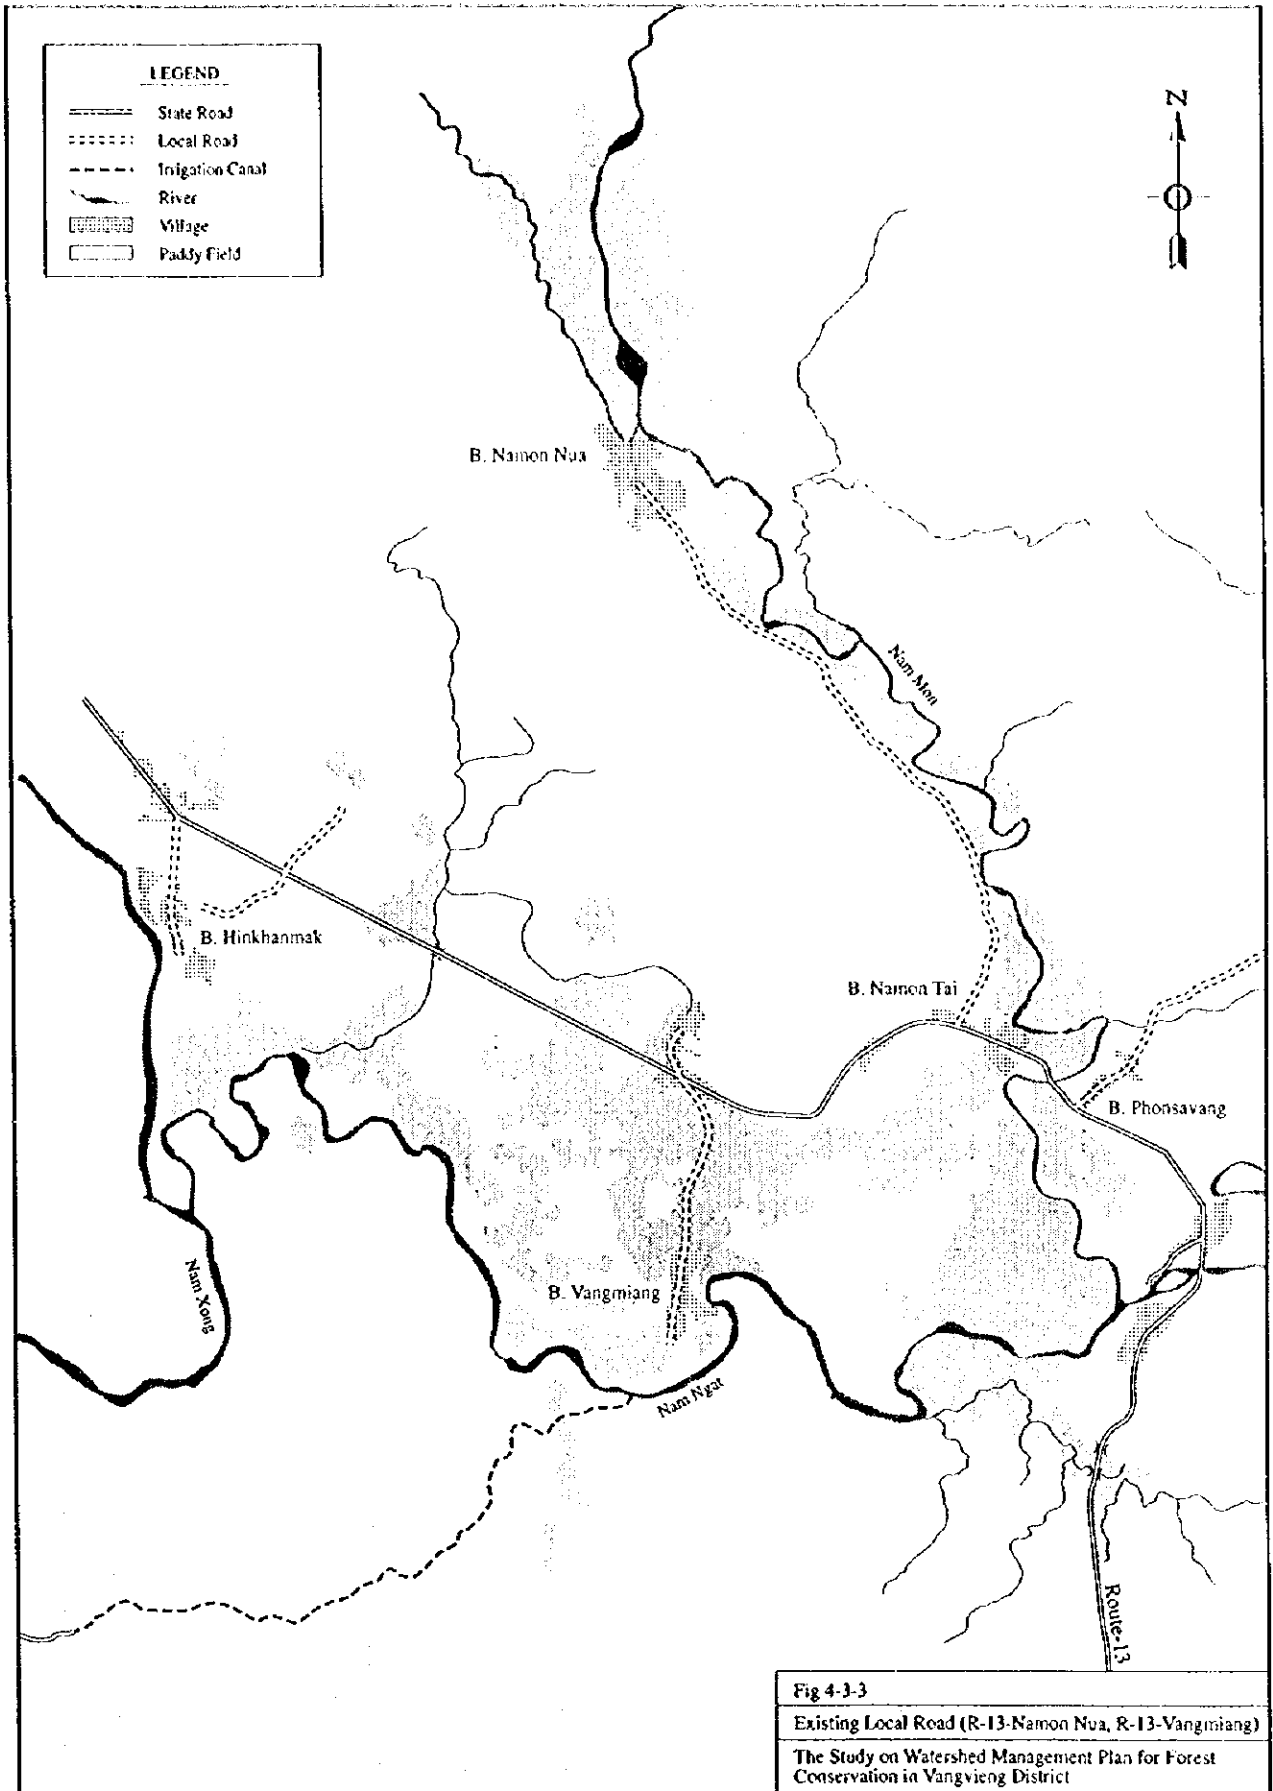 LEGEND
State Road
Local Road
Irrigation Canal
River
Village
Paddy Field
N
B. Namon Nua
Nam Mon
B. Hinkhanmak
B. Namon Tai
B. Phonsavang
Nam Xong
B. Vangmiang
Nam Ngat
Route-13
Fig 4-3-3
Existing Local Road (R-13-Namon Nua, R-13-Vangmiang)
The Study on Watershed Management Plan for Forest
Conservation in Vangvieng District